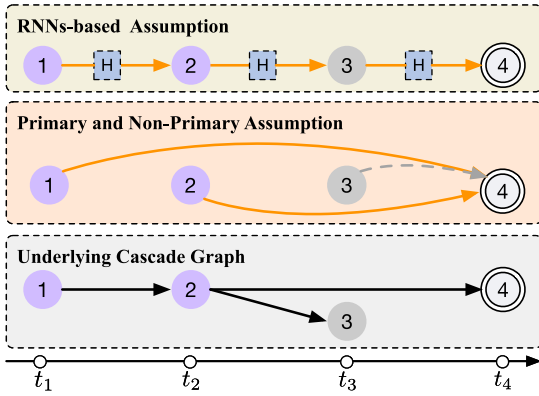 RNNs-based Assumption
1 H 2 H 3 H 4
Primary and Non-Primary Assumption
1 2 3 4
Underlying Cascade Graph
1 2 4
3
t1 t2 t3 t4